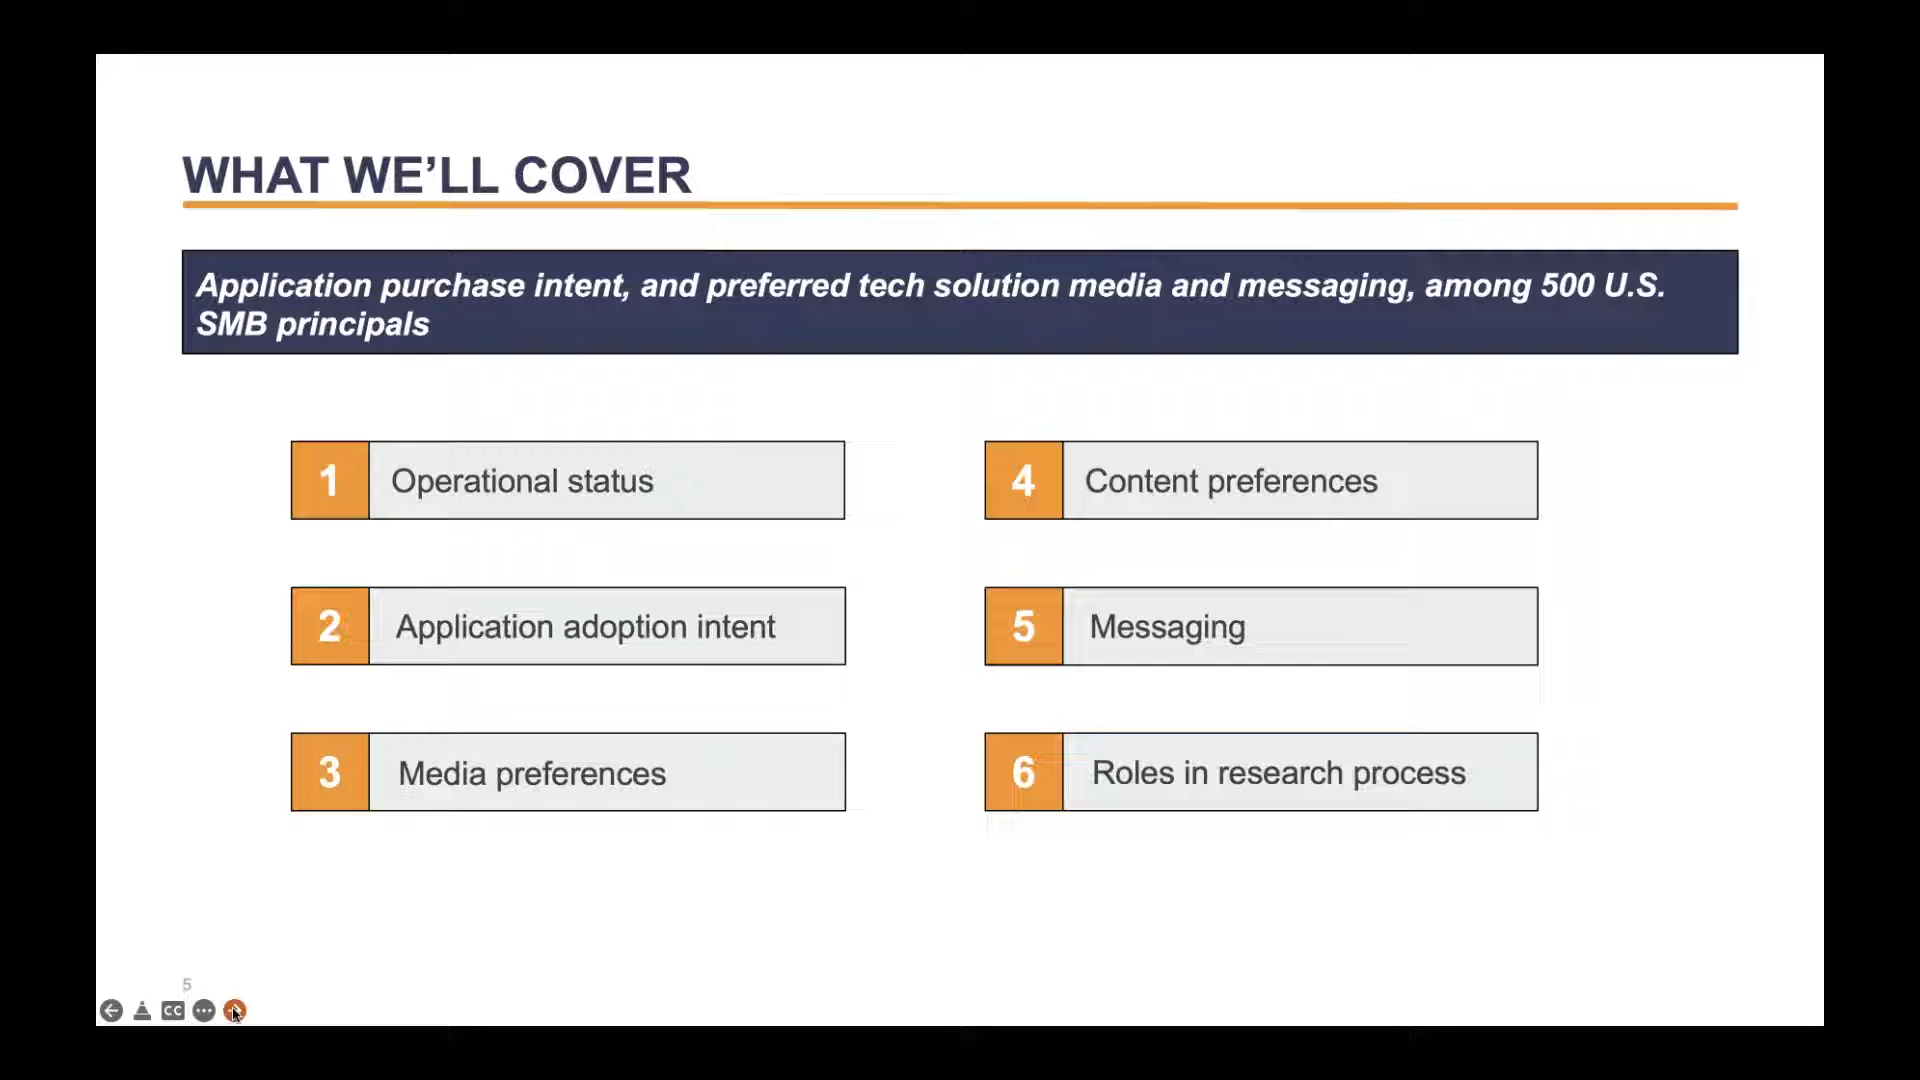 WHAT WE’LL COVER
Application purchase intent, and preferred tech solution media and messaging, among 500 U.S.
SMB principals
1 Operational status
2 Application adoption intent
3 Media preferences
4 Content preferences
5 Messaging
6 Roles in research process
5
CC